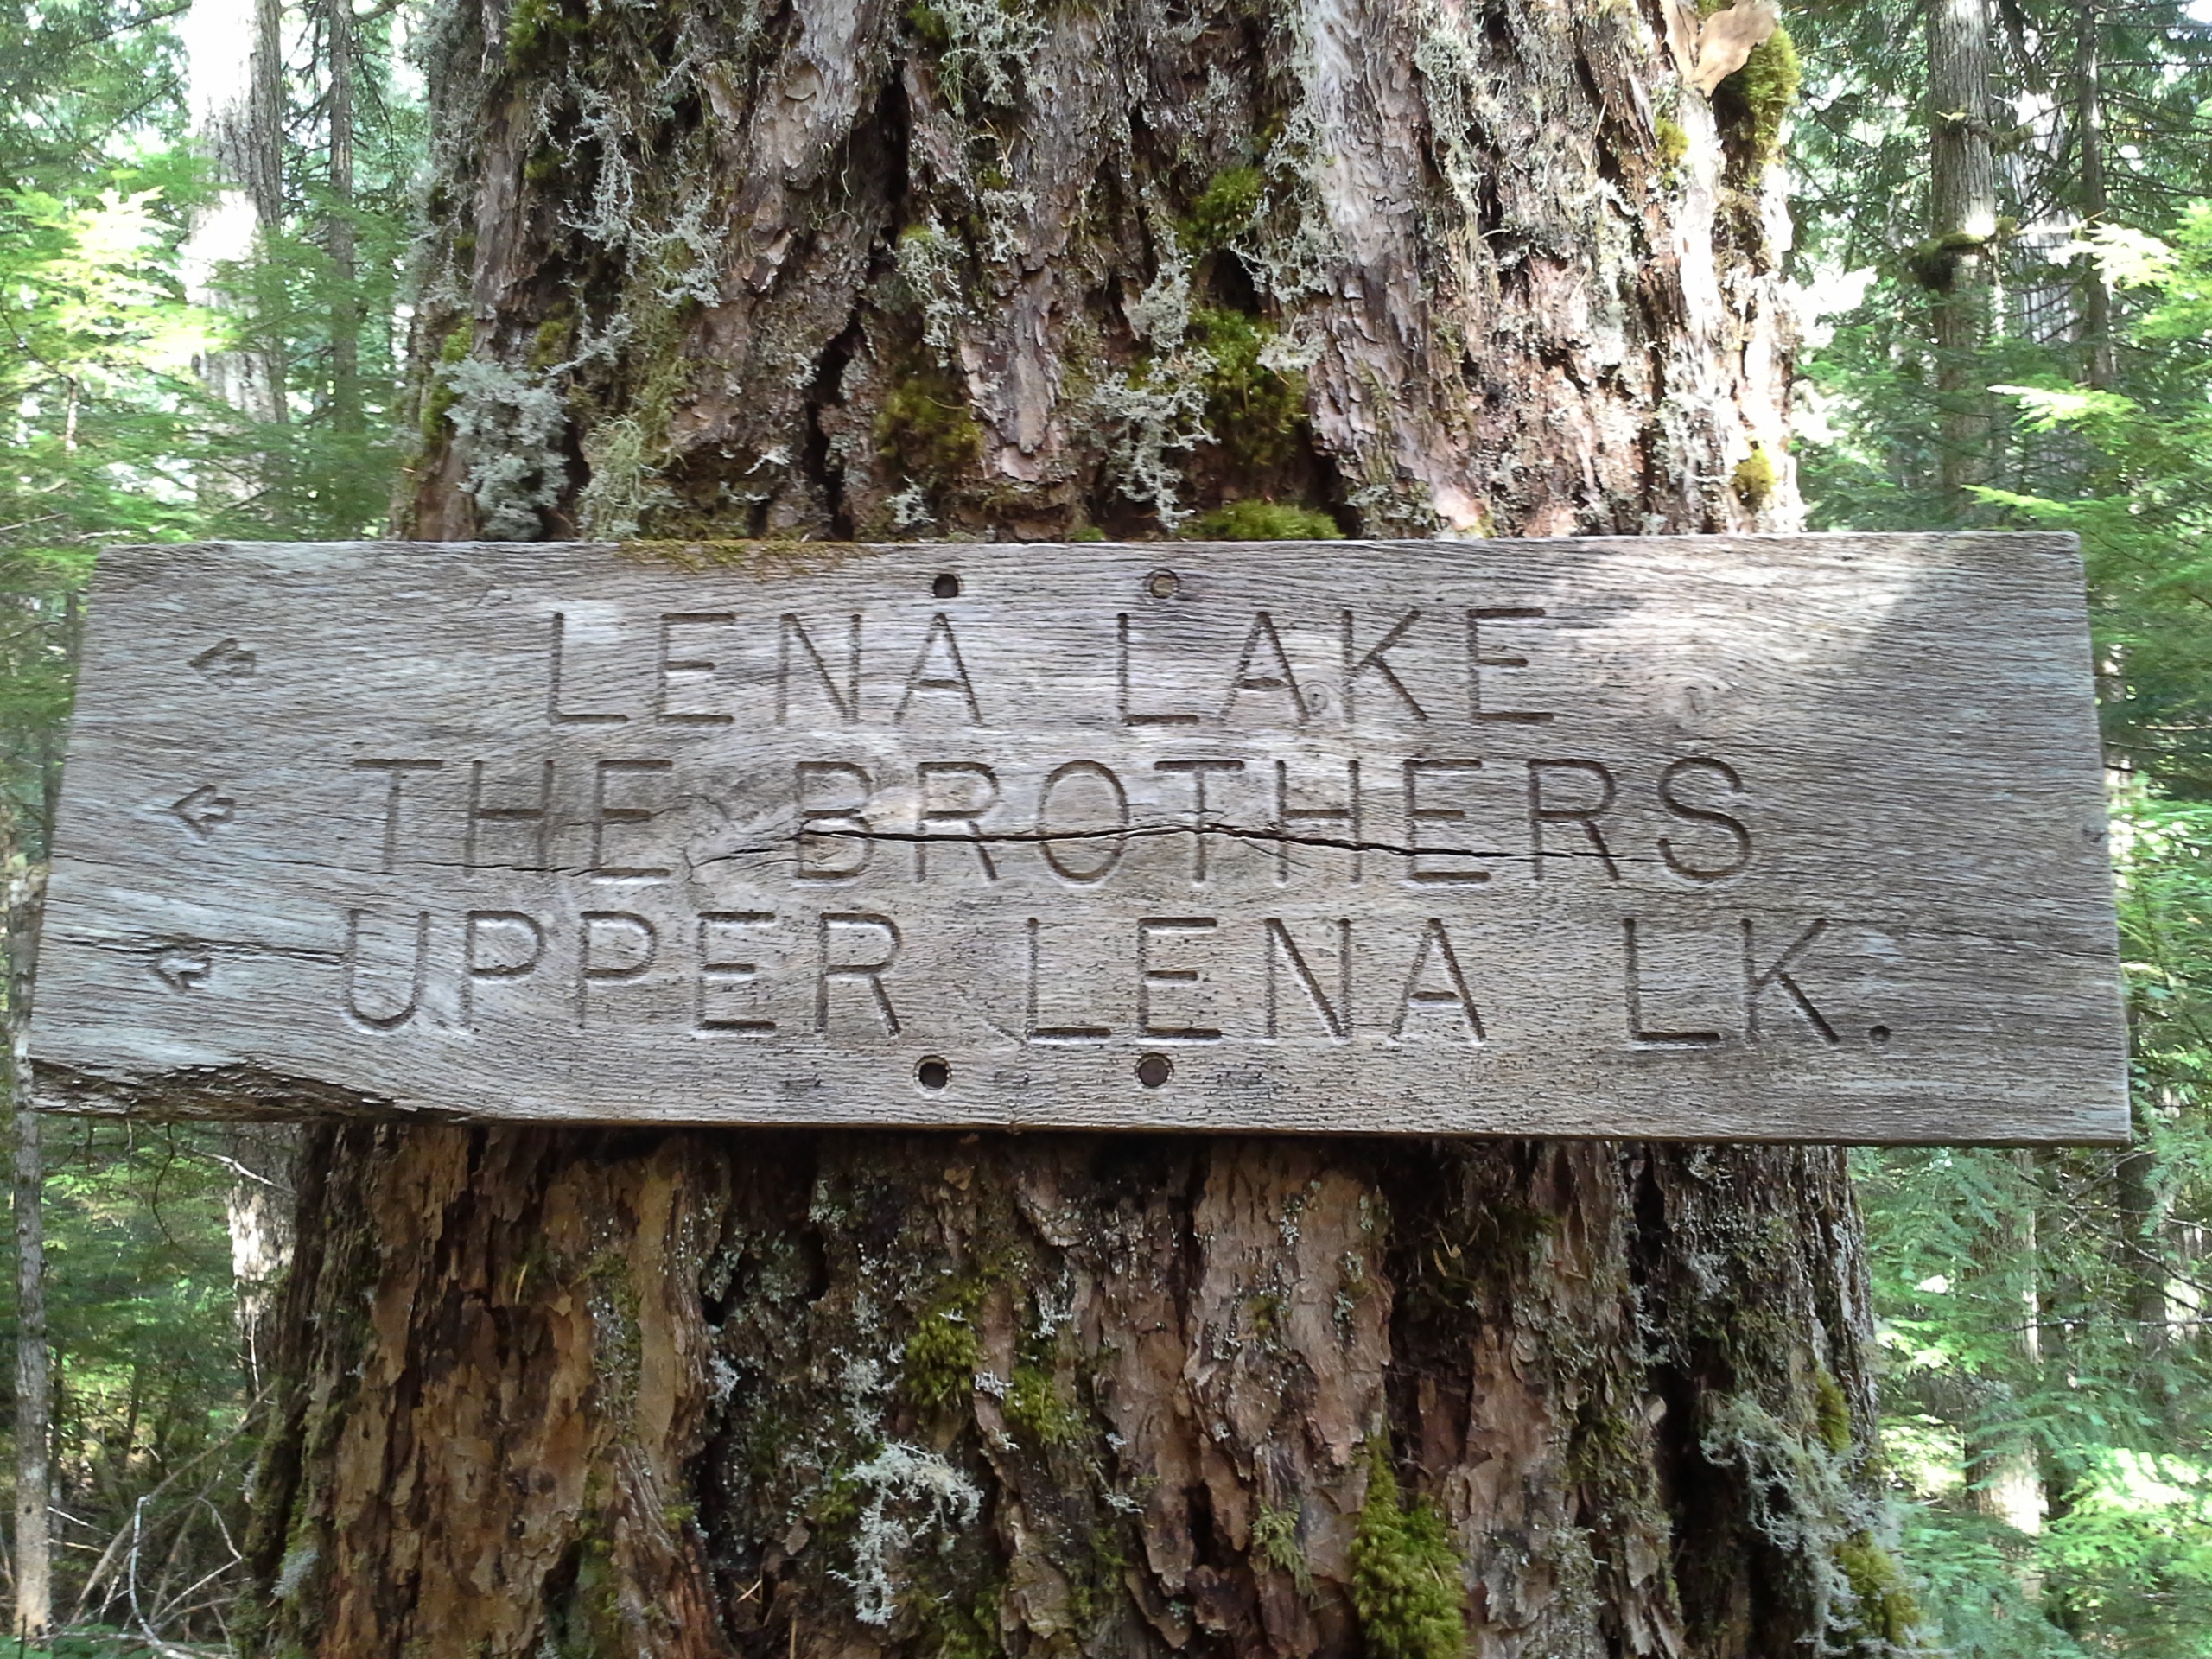 LENA LAKE
THE BROTHERS
UPPER LENA LK.